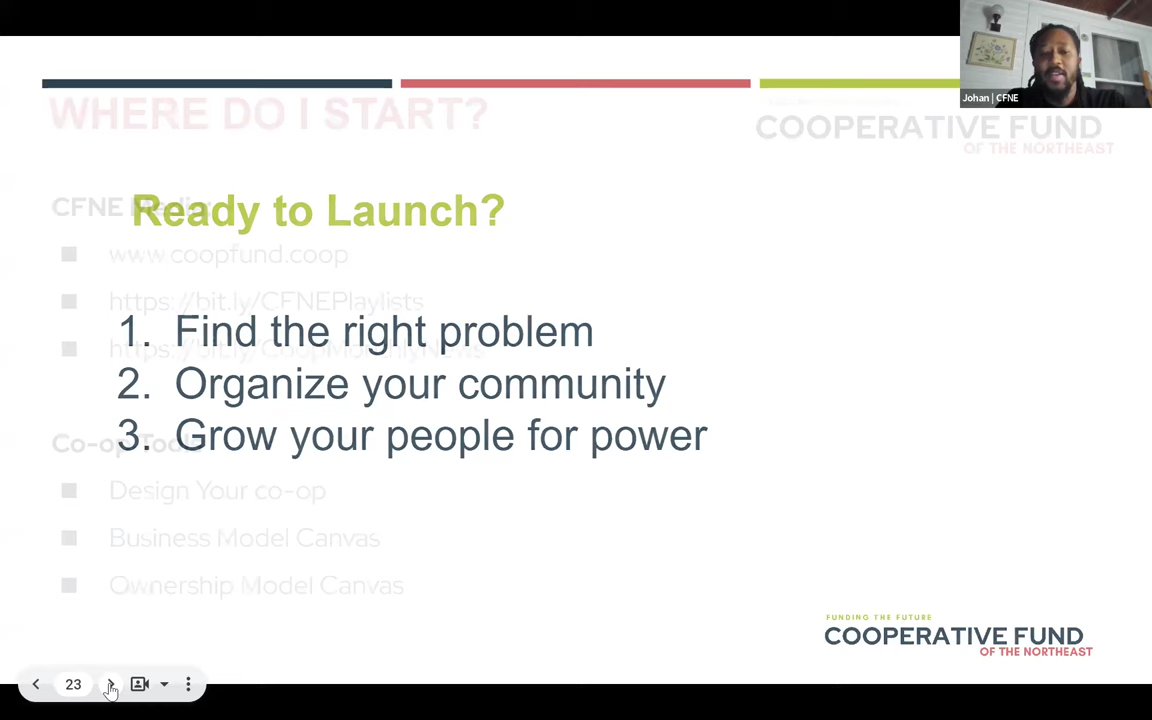 Johan | CFNE
WHERE DO I START?
COOPERATIVE FUND
OF THE NORTHEAST
Ready to Launch?
CFNE Media:
www.coopfund.coop
https://bit.ly/CFNEPlaylists
https://bit.ly/CoopMonthlyNews
1. Find the right problem
2. Organize your community
3. Grow your people for power
Co-op Tools
Design Your co-op
Business Model Canvas
Ownership Model Canvas
FUNDING THE FUTURE
COOPERATIVE FUND
OF THE NORTHEAST
23